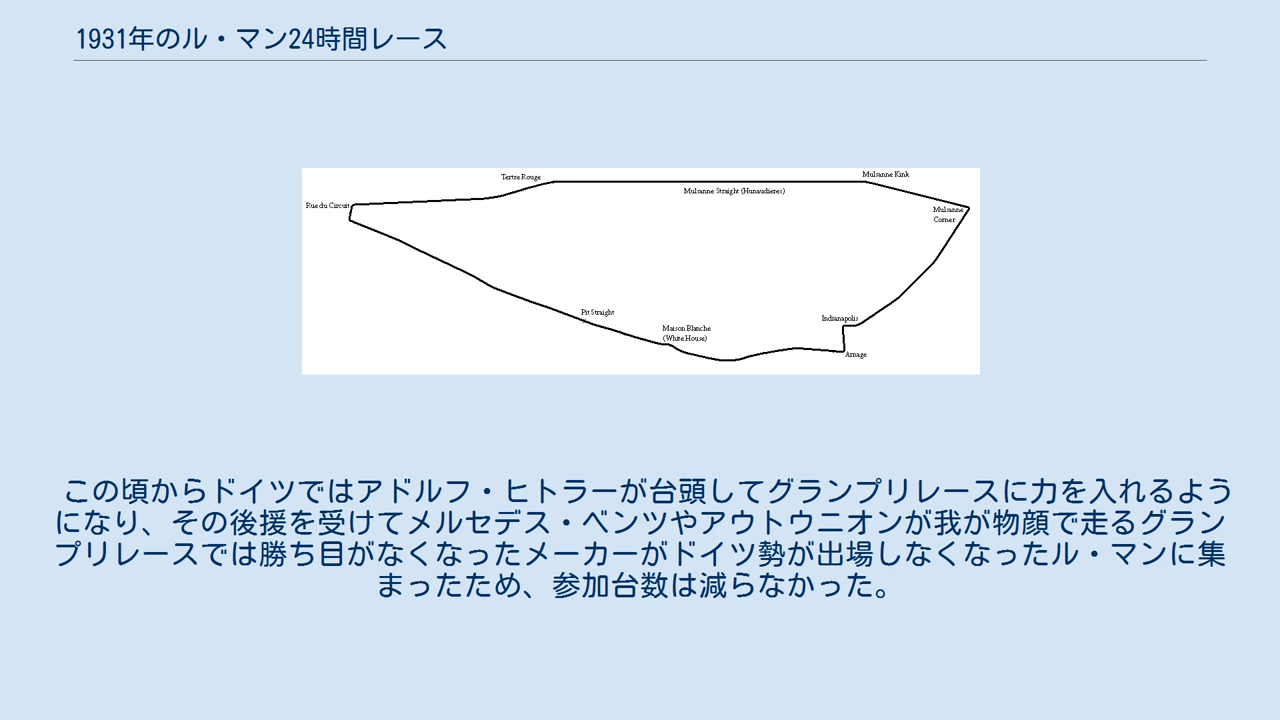 1931年のル・マン24時間レース
Tertre Rouge
Mulsanne Kink
Mulsanne Straight (Hunaudieres)
Rue du Circuit
Mulsanne
Corner
Pit Straight
Indianapolis
Maison Blanche
(White House)
Arnage
この頃からドイツではアドルフ・ヒトラーが台頭してグランプリレースに力を入れるよう
になり、その後援を受けてメルセデス・ベンツやアウトウニオンが我が物顔で走るグラン
プリレースでは勝ち目がなくなったメーカーがドイツ勢が出場しなくなったル・マンに集
まったため、参加台数は減らなかった。